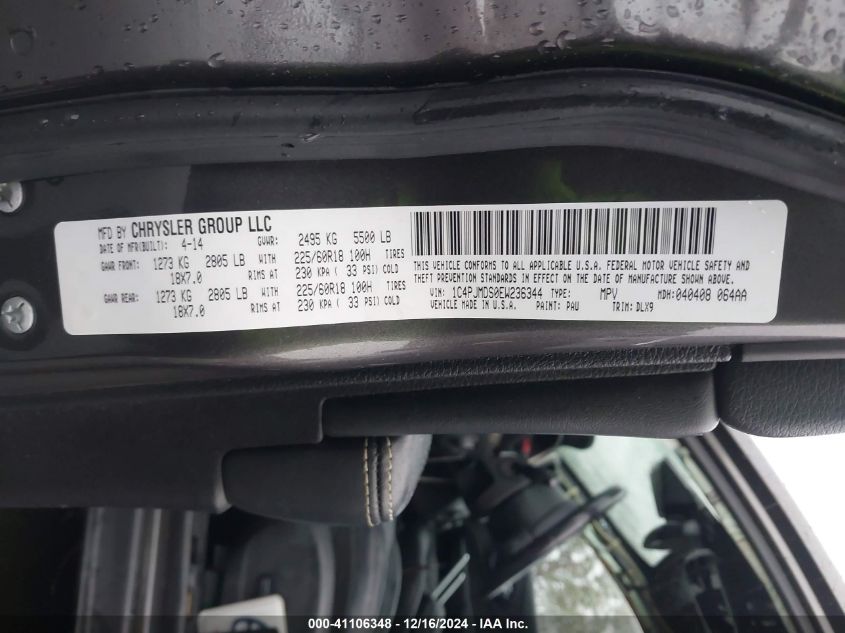 MFD BY CHRYSLER GROUP LLC
DATE OF MFR(BUILT): 4-14 GVWR: 2495 KG 5500 LB
GAWR FRONT: 1273 KG 2805 LB WITH 225/60R18 100H TIRES
18X7.0 RIMS AT 230 KPA ( 33 PSI) COLD
GAWR REAR: 1273 KG 2805 LB WITH 225/60R18 100H TIRES
18X7.0 RIMS AT 230 KPA ( 33 PSI) COLD
THIS VEHICLE CONFORMS TO ALL APPLICABLE U.S.A. FEDERAL MOTOR VEHICLE SAFETY AND
THEFT PREVENTION STANDARDS IN EFFECT ON THE DATE OF MANUFACTURE SHOWN ABOVE.
VIN: 1C4PJMDS0EW236344 TYPE: MPV MDH:040408 064AA
VEHICLE MADE IN U.S.A. PAINT: PAU TRIM: DLX9
000-41106348 - 12/16/2024 - IAA Inc.